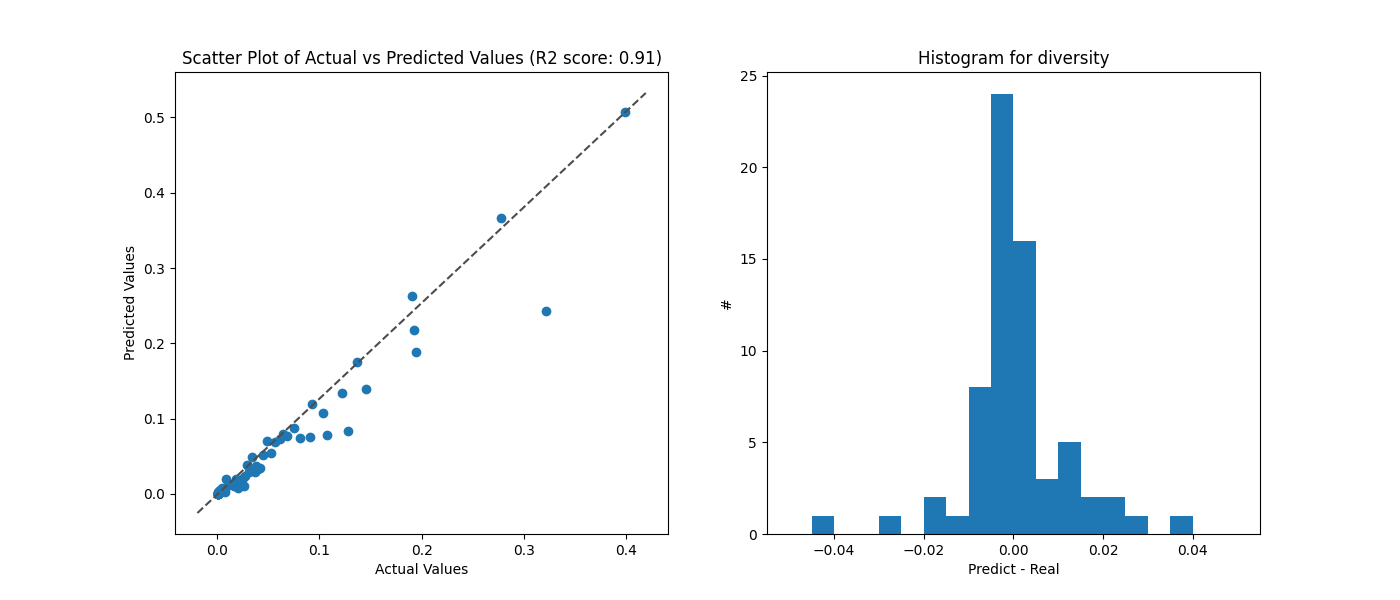 Scatter Plot of Actual vs Predicted Values (R2 score: 0.91)
Predicted Values
0.5
0.4
0.3
0.2
0.1
0.0
0.0 0.1 0.2 0.3 0.4
Actual Values
Histogram for diversity
#
25
20
15
10
5
0
−0.04 −0.02 0.00 0.02 0.04
Predict - Real